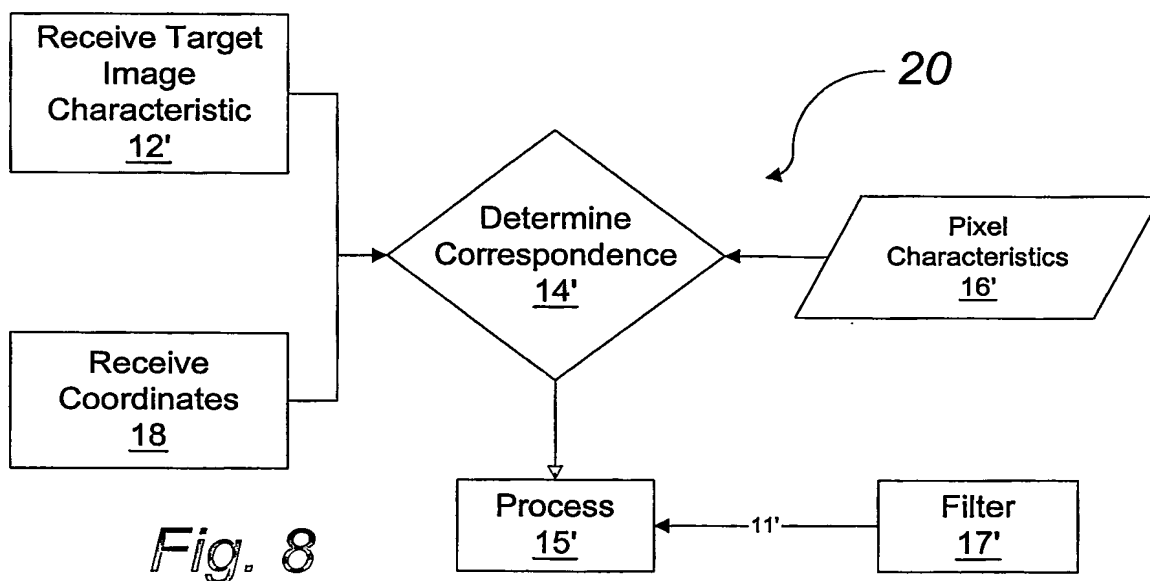 Receive Target
Image
Characteristic
12'
20
Determine
Correspondence
14'
Pixel
Characteristics
16'
Receive
Coordinates
18
Process
15'
11'
Filter
17'
Fig. 8